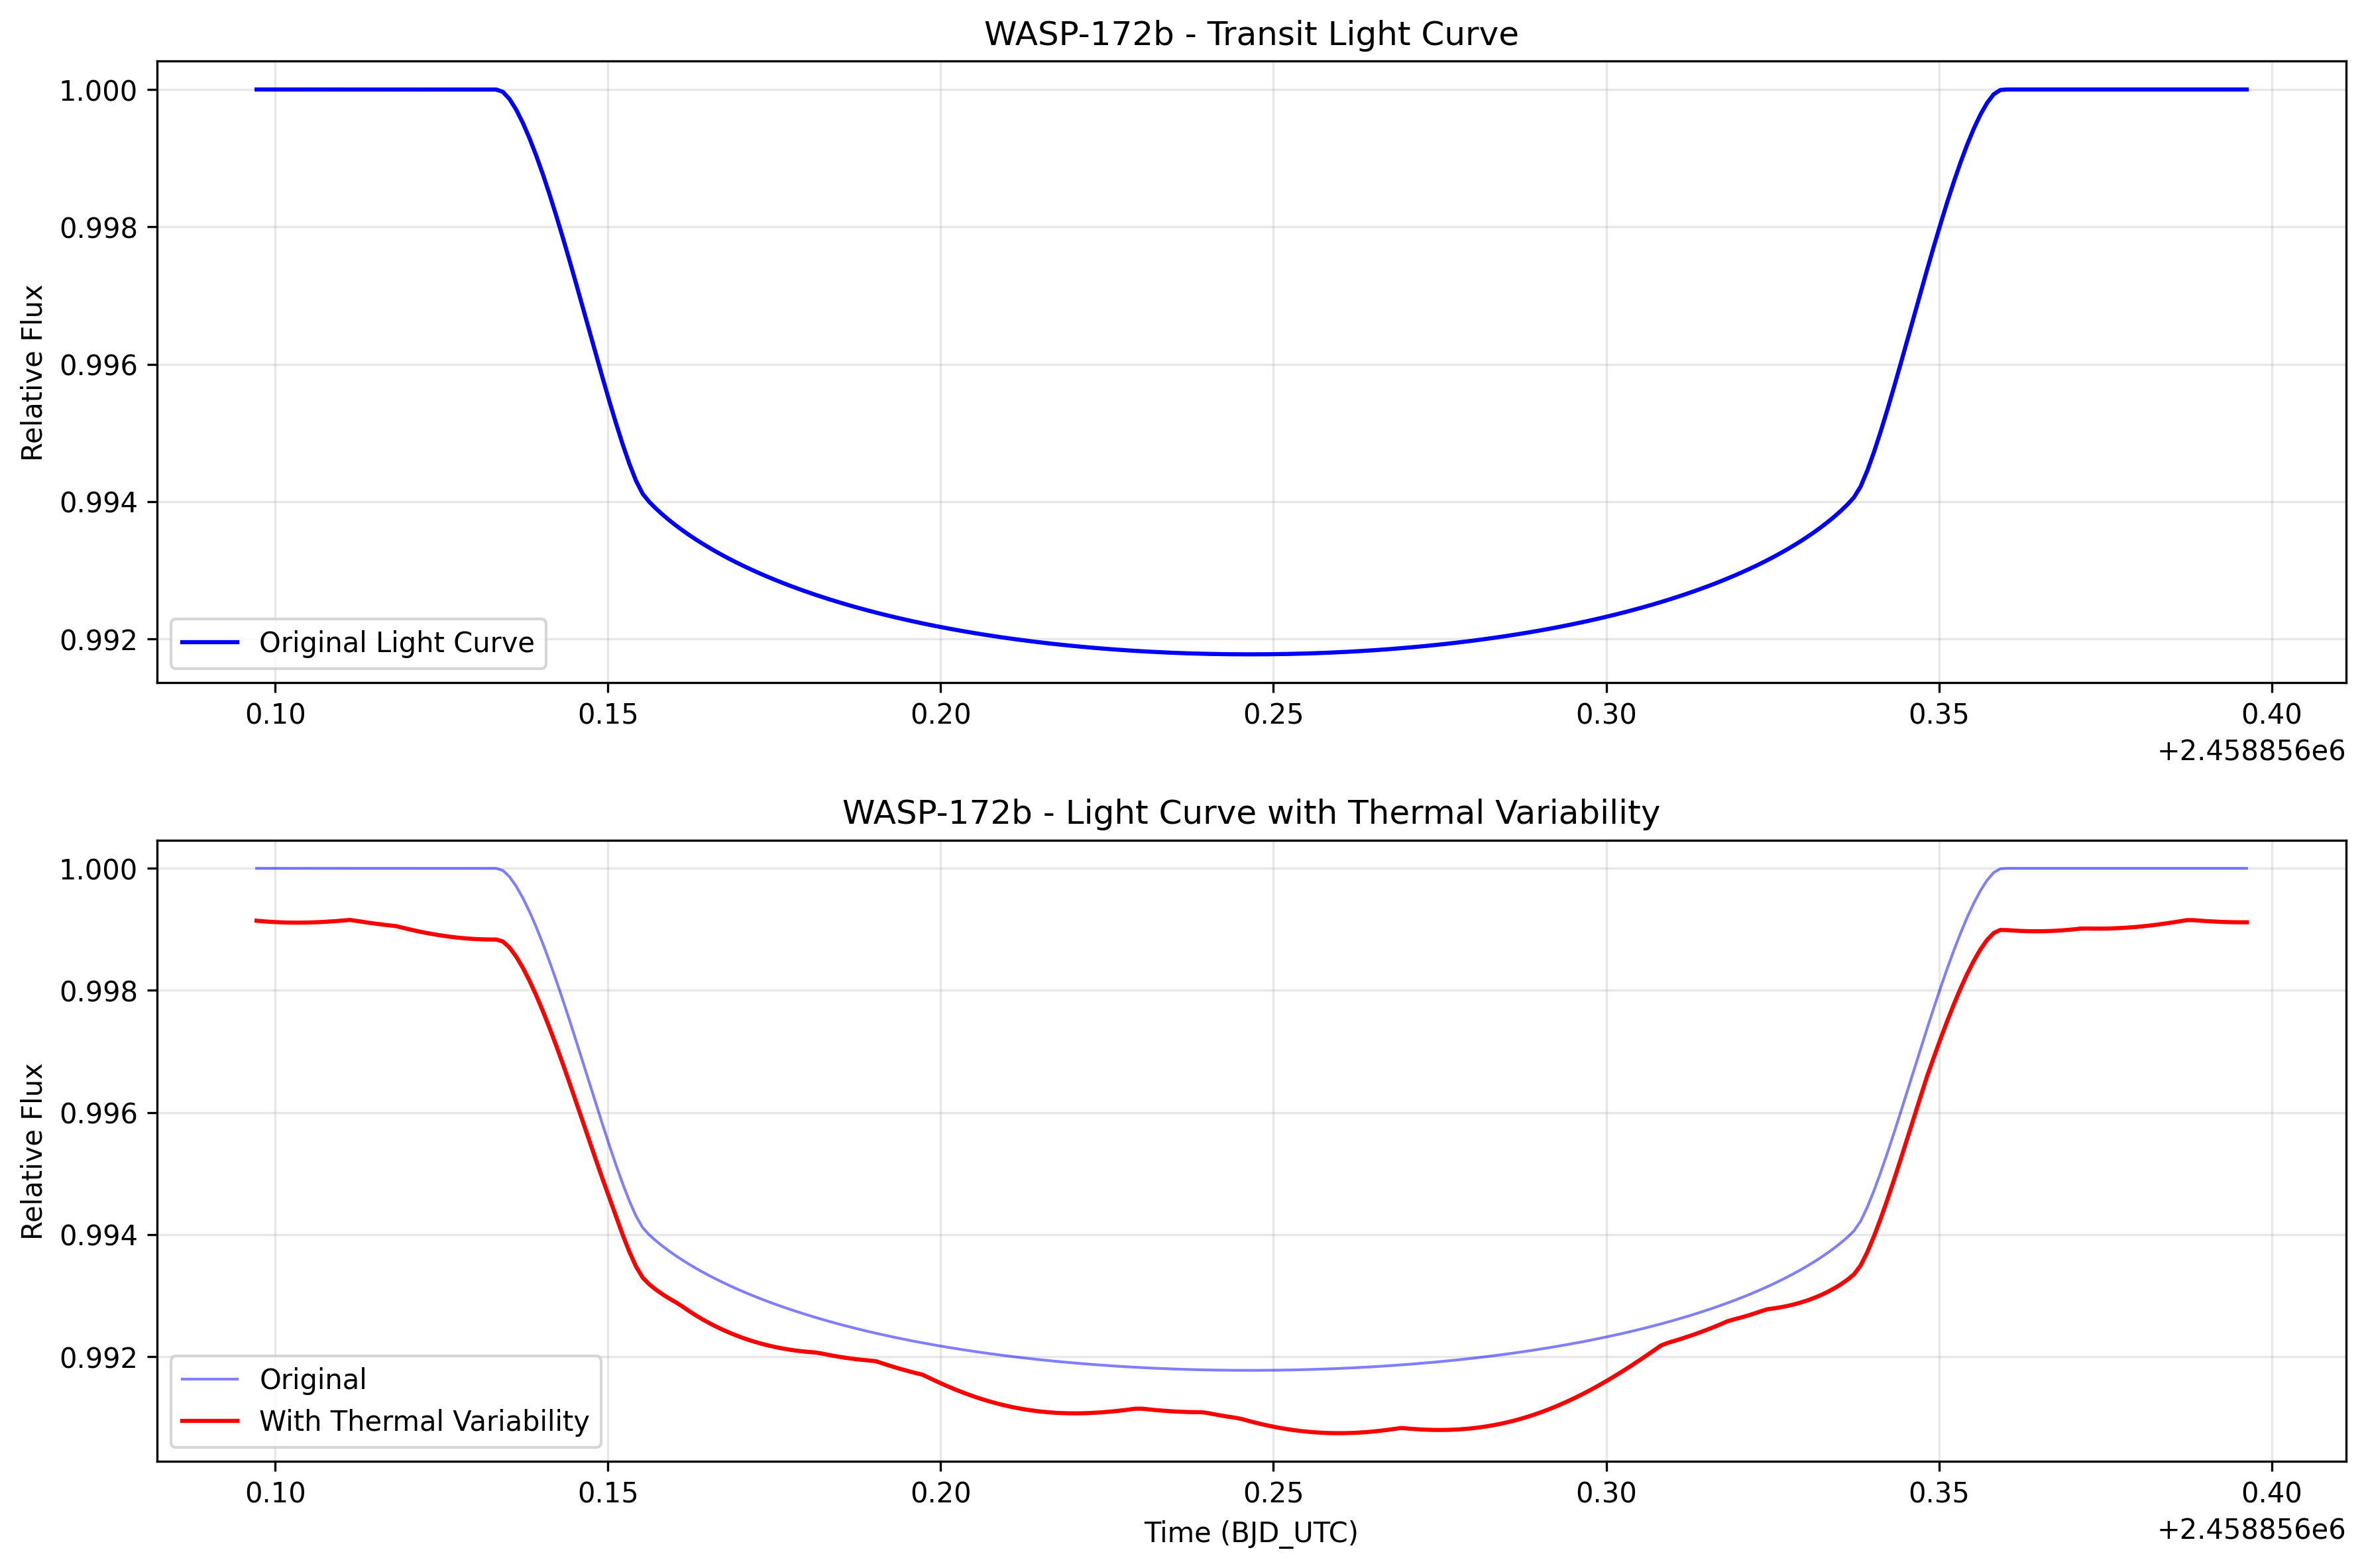 WASP-172b - Transit Light Curve
Relative Flux
1.000
0.998
0.996
0.994
0.992
Original Light Curve
0.10 0.15 0.20 0.25 0.30 0.35 0.40
+2.458856e6
WASP-172b - Light Curve with Thermal Variability
Relative Flux
1.000
0.998
0.996
0.994
0.992
Original
With Thermal Variability
0.10 0.15 0.20 0.25 0.30 0.35 0.40
Time (BJD_UTC)
+2.458856e6